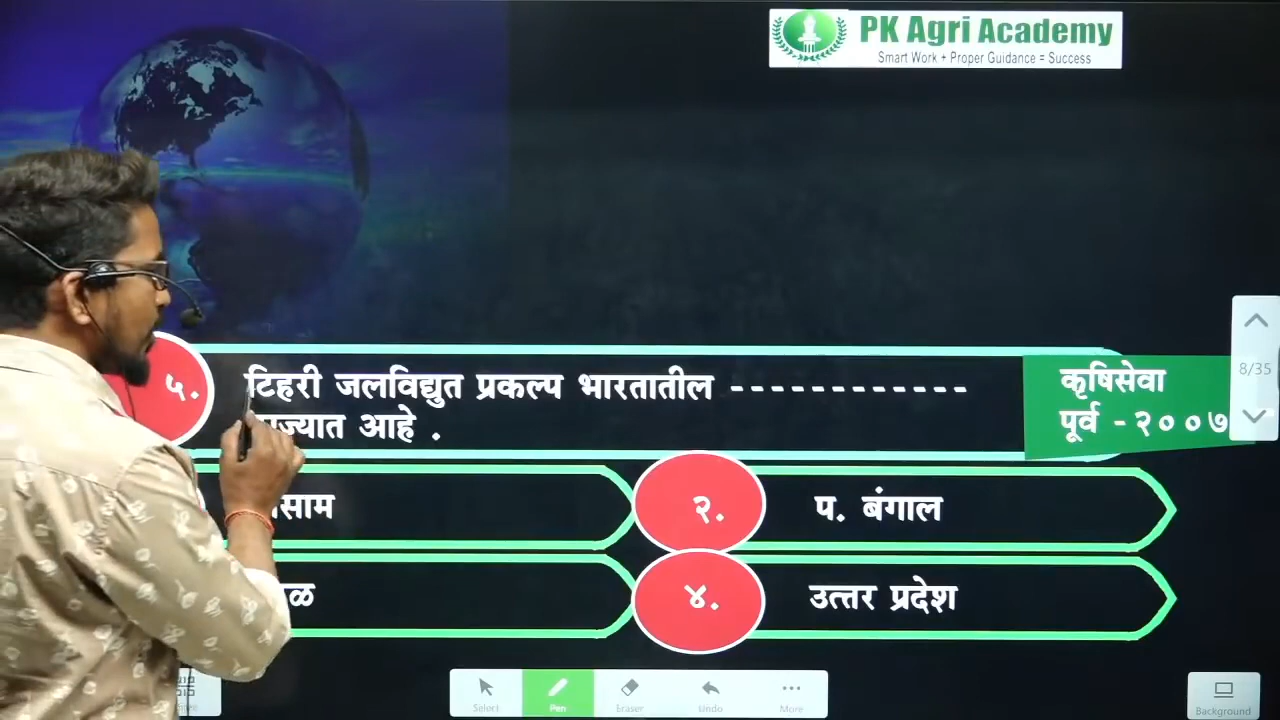 PK Agri Academy
Smart Work + Proper Guidance = Success
५. टिहरी जलविद्युत प्रकल्प भारतातील ------------
आहे .
कृषिसेवा
पूर्व -२००७
8/35
२. प. बंगाल
४. उत्तर प्रदेश
Select
Pen
Eraser
Undo
More
Background